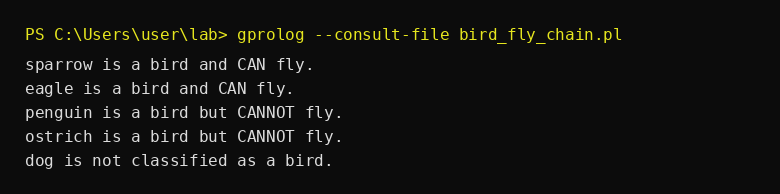 PS C:\Users\user\lab> gprolog --consult-file bird_fly_chain.pl
sparrow is a bird and CAN fly.
eagle is a bird and CAN fly.
penguin is a bird but CANNOT fly.
ostrich is a bird but CANNOT fly.
dog is not classified as a bird.